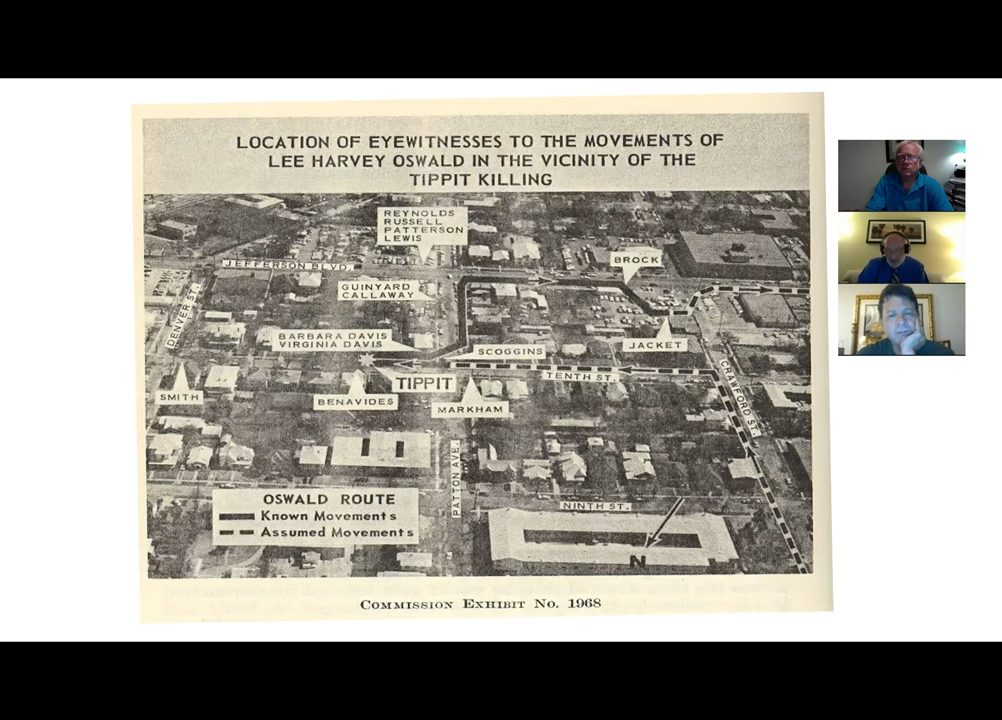 LOCATION OF EYEWITNESSES TO THE MOVEMENTS OF
LEE HARVEY OSWALD IN THE VICINITY OF THE
TIPPIT KILLING
REYNOLDS
RUSSELL
PATTERSON
LEWIS
BROCK
JEFFERSON BLVD.
GUINYARD
CALLAWAY
DENVER ST.
BARBARA DAVIS
VIRGINIA DAVIS
SCOGGINS
JACKET
TENTH ST.
TIPPIT
SMITH
BENAVIDES
MARKHAM
CRAWFORD ST.
PATTON AVE.
OSWALD ROUTE
Known Movements
Assumed Movements
NINTH ST.
N
COMMISSION EXHIBIT NO. 1968